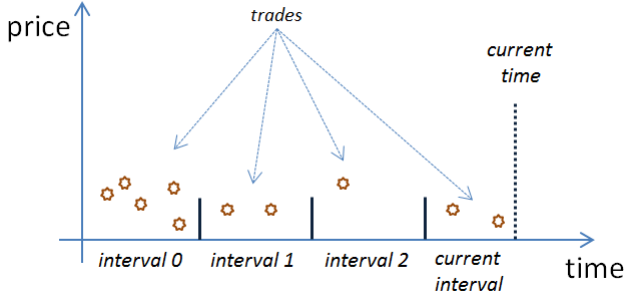 trades
price
current
time
interval 0
interval 1
interval 2
current
interval
time